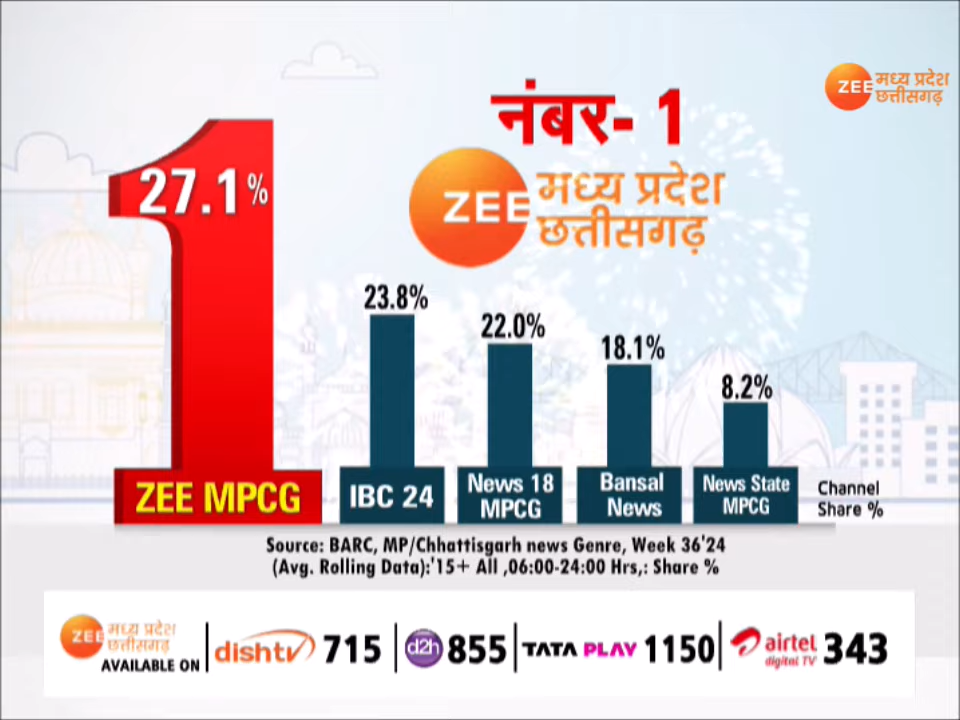 ZEE मध्य प्रदेश
छत्तीसगढ़
नंबर- 1
ZEE मध्य प्रदेश
छत्तीसगढ़
27.1%
23.8%
22.0%
18.1%
8.2%
ZEE MPCG
IBC 24
News 18
MPCG
Bansal
News
News State
MPCG
Channel
Share %
Source: BARC, MP/Chhattisgarh news Genre, Week 36'24
(Avg. Rolling Data):'15+ All ,06:00-24:00 Hrs,: Share %
ZEE मध्य प्रदेश
छत्तीसगढ़
AVAILABLE ON
dishtv 715
d2h 855
TATA PLAY 1150
airtel
digital TV
343